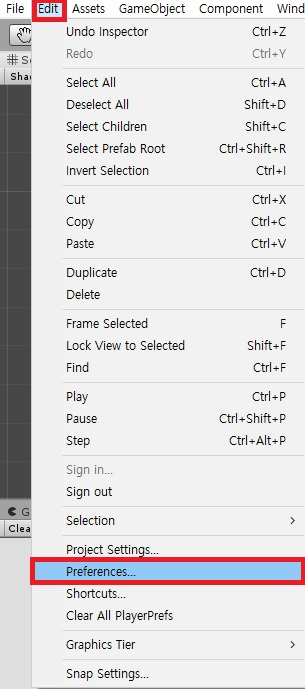 File Edit Assets GameObject Component Wind
Undo Inspector Ctrl+Z
Redo Ctrl+Y
Select All Ctrl+A
Deselect All Shift+D
Select Children Shift+C
Select Prefab Root Ctrl+Shift+R
Invert Selection Ctrl+I
Cut Ctrl+X
Copy Ctrl+C
Paste Ctrl+V
Duplicate Ctrl+D
Delete
Frame Selected F
Lock View to Selected Shift+F
Find Ctrl+F
Play Ctrl+P
Pause Ctrl+Shift+P
Step Ctrl+Alt+P
Sign in...
Sign out
Selection
Project Settings...
Preferences...
Shortcuts...
Clear All PlayerPrefs
Graphics Tier
Snap Settings...
# Sc
Shad
G
Clea